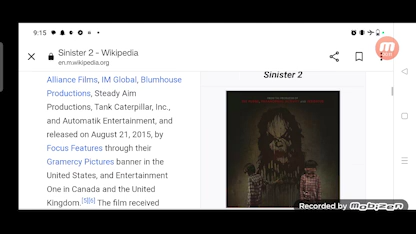 9:15
Sinister 2 - Wikipedia
en.m.wikipedia.org
Alliance Films, IM Global, Blumhouse
Productions, Steady Aim
Productions, Tank Caterpillar, Inc.,
and Automatik Entertainment, and
released on August 21, 2015, by
Focus Features through their
Gramercy Pictures banner in the
United States, and Entertainment
One in Canada and the United
Kingdom.[5][6] The film received
Sinister 2
Recorded by Mobizen